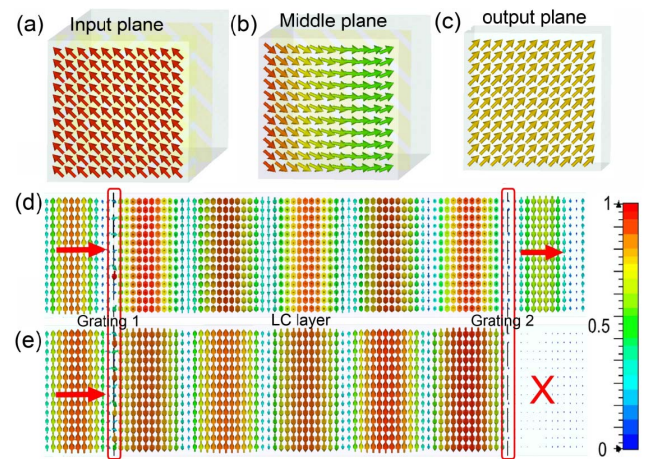 (a) Input plane
(b) Middle plane
(c) output plane
(d)
1
Grating 1
LC layer
Grating 2
0.5
(e)
X
0